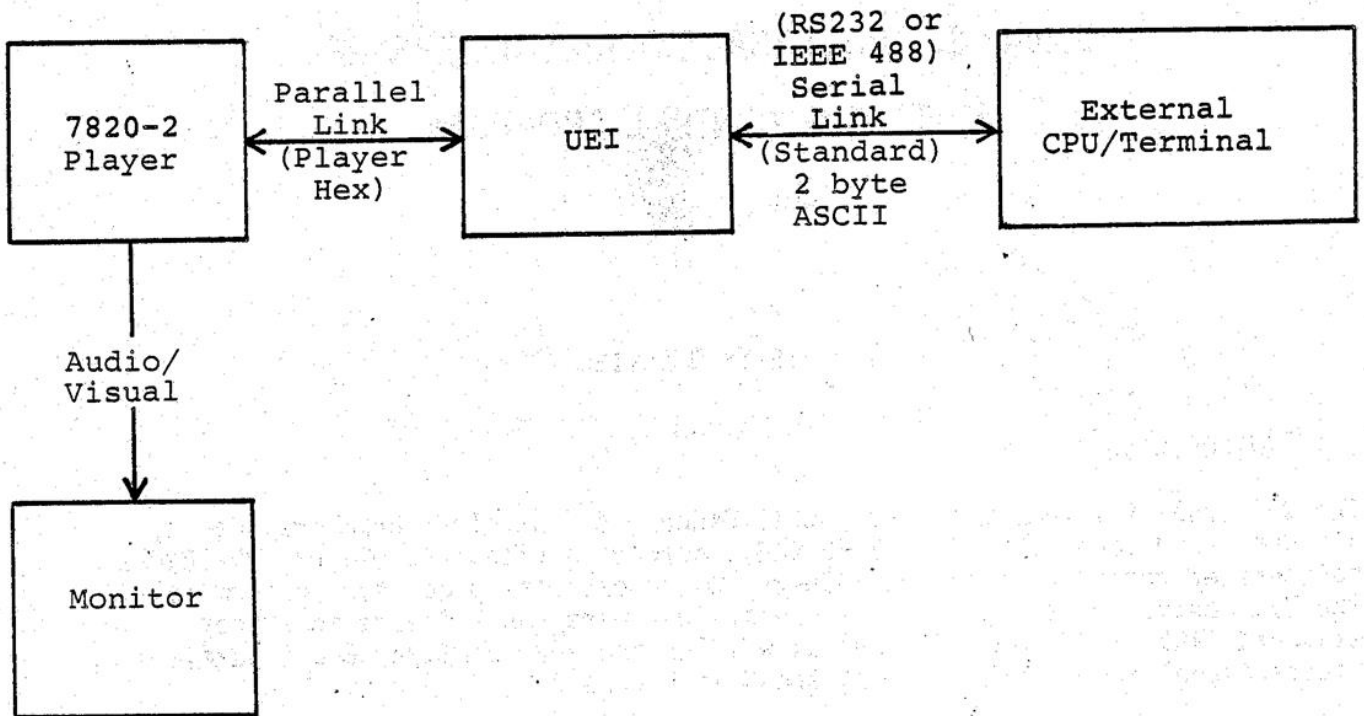 7820-2
Player
Parallel
Link
(Player
Hex)
UEI
(RS232 or
IEEE 488)
Serial
Link
(Standard)
2 byte
ASCII
External
CPU/Terminal
Audio/
Visual
Monitor